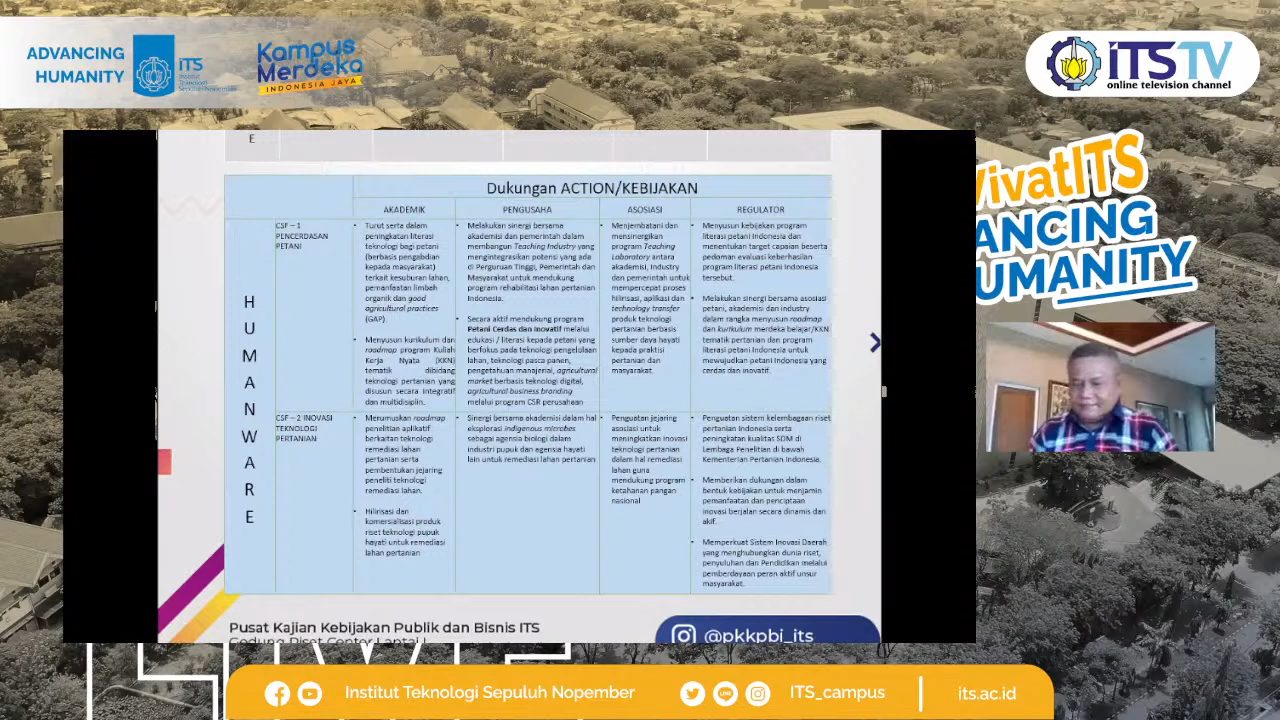 ADVANCING
HUMANITY
ITS
Institut
Teknologi
Sepuluh Nopember
Kampus
Merdeka
INDONESIA JAYA
ITSTV
online television channel
VivatITS
ANCING
UMANITY
E
Dukungan ACTION/KEBIJAKAN
AKADEMIK
PENGUSAHA
ASOSIASI
REGULATOR
H
U
M
A
N
W
A
R
E
CSF – 1
PENCERDASAN
PETANI
• Turut serta dalam
peningkatan literasi
teknologi bagi petani
(berbasis pengabdian
kepada masyarakat)
terkait kesuburan lahan,
pemanfaatan limbah
organik dan good
agricultural practices
(GAP).
• Menyusun kurikulum dan
roadmap program Kuliah
Kerja Nyata (KKN)
tematik dibidang
teknologi pertanian yang
disusun secara integratif
dan multidisiplin.
• Melakukan sinergi bersama
akademisi dan pemerintah dalam
membangun Teaching Industry yang
mengintegrasikan potensi yang ada
di Perguruan Tinggi, Pemerintah dan
Masyarakat untuk mendukung
program rehabilitasi lahan pertanian
Indonesia.
• Secara aktif mendukung program
Petani Cerdas dan Inovatif melalui
edukasi / literasi kepada petani yang
berfokus pada teknologi pengelolaan
lahan, teknologi pasca panen,
pengetahuan manajerial, agricultural
market berbasis teknologi digital,
agricultural business branding
melalui program CSR perusahaan
• Menjembatani dan
mensinergikan
program Teaching
Laboratory antara
akademisi, industry
dan pemerintah untuk
mempercepat proses
hilirisasi, aplikasi dan
technology transfer
produk teknologi
pertanian berbasis
sumber daya hayati
kepada praktisi
pertanian dan
masyarakat.
• Menyusun kebijakan program
literasi petani Indonesia dan
menentukan target capaian beserta
pedoman evaluasi keberhasilan
program literasi petani Indonesia
tersebut.
• Melakukan sinergi bersama asosiasi
petani, akademisi dan industry
dalam rangka menyusun roadmap
dan kurikulum merdeka belajar/KKN
tematik pertanian dan program
literasi petani Indonesia untuk
mewujudkan petani Indonesia yang
cerdas dan inovatif.
CSF – 2 INOVASI
TEKNOLOGI
PERTANIAN
• Merumuskan roadmap
penelitian aplikatif
berkaitan teknologi
remediasi lahan
pertanian serta
pembentukan jejaring
peneliti teknologi
remediasi lahan.
• Hilirisasi dan
komersialisasi produk
riset teknologi pupuk
hayati untuk remediasi
lahan pertanian
• Sinergi bersama akademisi dalam hal
eksplorasi indigenous microbes
sebagai agensia biologi dalam
industri pupuk dan agensia hayati
lain untuk remediasi lahan pertanian
• Penguatan jejaring
asosiasi untuk
meningkatkan inovasi
teknologi pertanian
dalam hal remediasi
lahan guna
mendukung program
ketahanan pangan
nasional
• Penguatan sistem kelembagaan riset
pertanian Indonesia serta
peningkatan kualitas SDM di
Lembaga Penelitian di bawah
Kementerian Pertanian Indonesia.
• Memberikan dukungan dalam
bentuk kebijakan untuk menjamin
pemanfaatan dan penciptaan
inovasi berjalan secara dinamis dan
akif.
• Memperkuat Sistem Inovasi Daerah
yang menghubungkan dunia riset,
penyuluhan dan Pendidikan melalui
pemberdayaan peran aktif unsur
masyarakat.
Pusat Kajian Kebijakan Publik dan Bisnis ITS
Gedung Riset Center Lantai I
@pkkpbi_its
Institut Teknologi Sepuluh Nopember
ITS_campus
its.ac.id